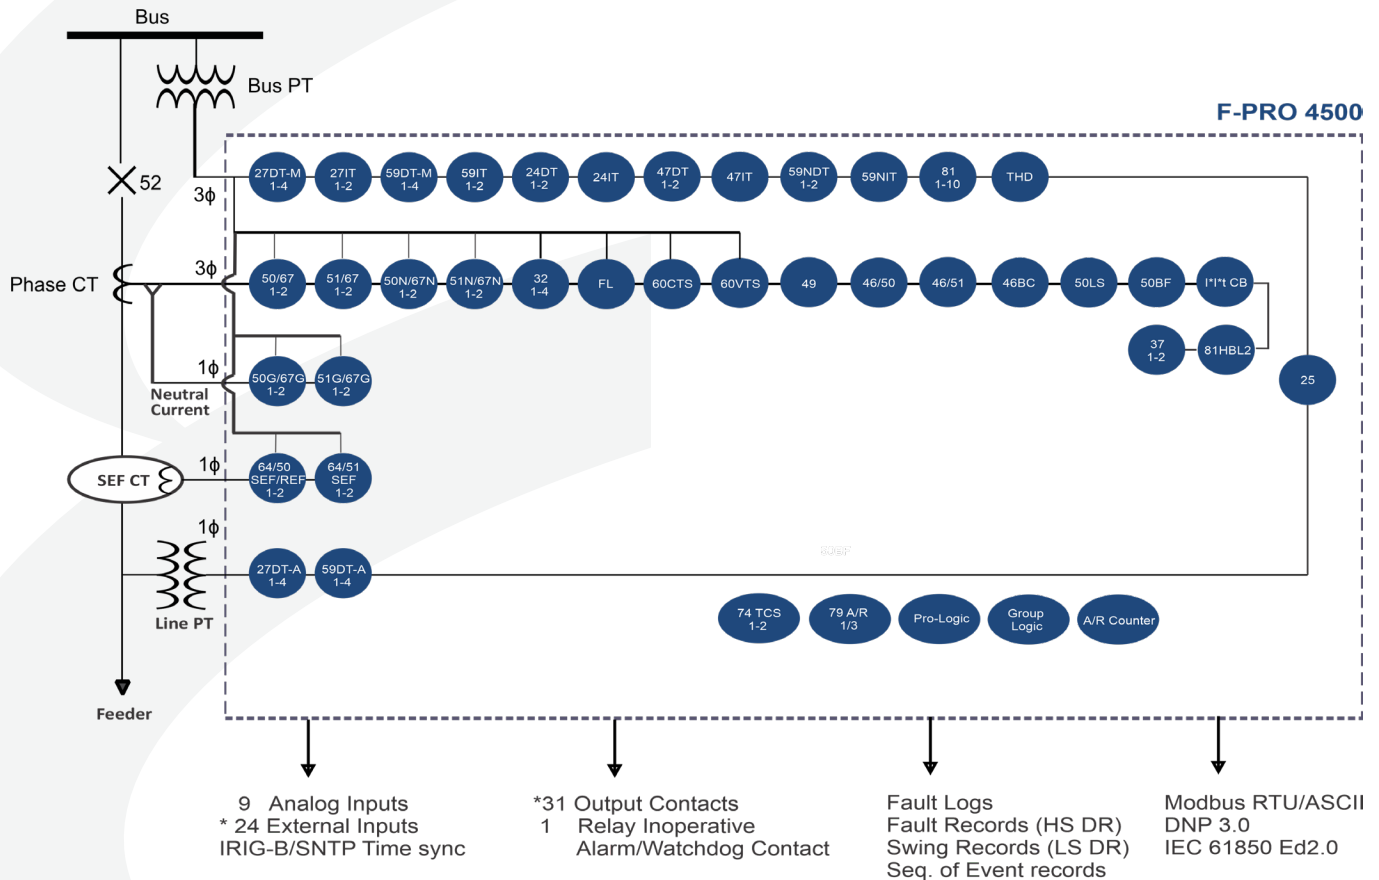 Bus
Bus PT
F-PRO 4500
52
3ϕ
27DT-M
1-4
27IT
1-2
59DT-M
1-4
59IT
1-2
24DT
1-2
24IT
47DT
1-2
47IT
59NDT
1-2
59NIT
81
1-10
THD
Phase CT
3ϕ
50/67
1-2
51/67
1-2
50N/67N
1-2
51N/67N
1-2
32
1-4
FL
60CTS
60VTS
49
46/50
46/51
46BC
50LS
50BF
I*I*t CB
37
1-2
81HBL2
25
1ϕ
Neutral
Current
50G/67G
1-2
51G/67G
1-2
SEF CT
1ϕ
64/50
SEF/REF
1-2
64/51
SEF
1-2
1ϕ
Line PT
27DT-A
1-4
59DT-A
1-4
74 TCS
1-2
79 A/R
1/3
Pro-Logic
Group
Logic
A/R Counter
Feeder
9 Analog Inputs
* 24 External Inputs
IRIG-B/SNTP Time sync
*31 Output Contacts
1 Relay Inoperative
Alarm/Watchdog Contact
Fault Logs
Fault Records (HS DR)
Swing Records (LS DR)
Seq. of Event records
Modbus RTU/ASCII
DNP 3.0
IEC 61850 Ed2.0